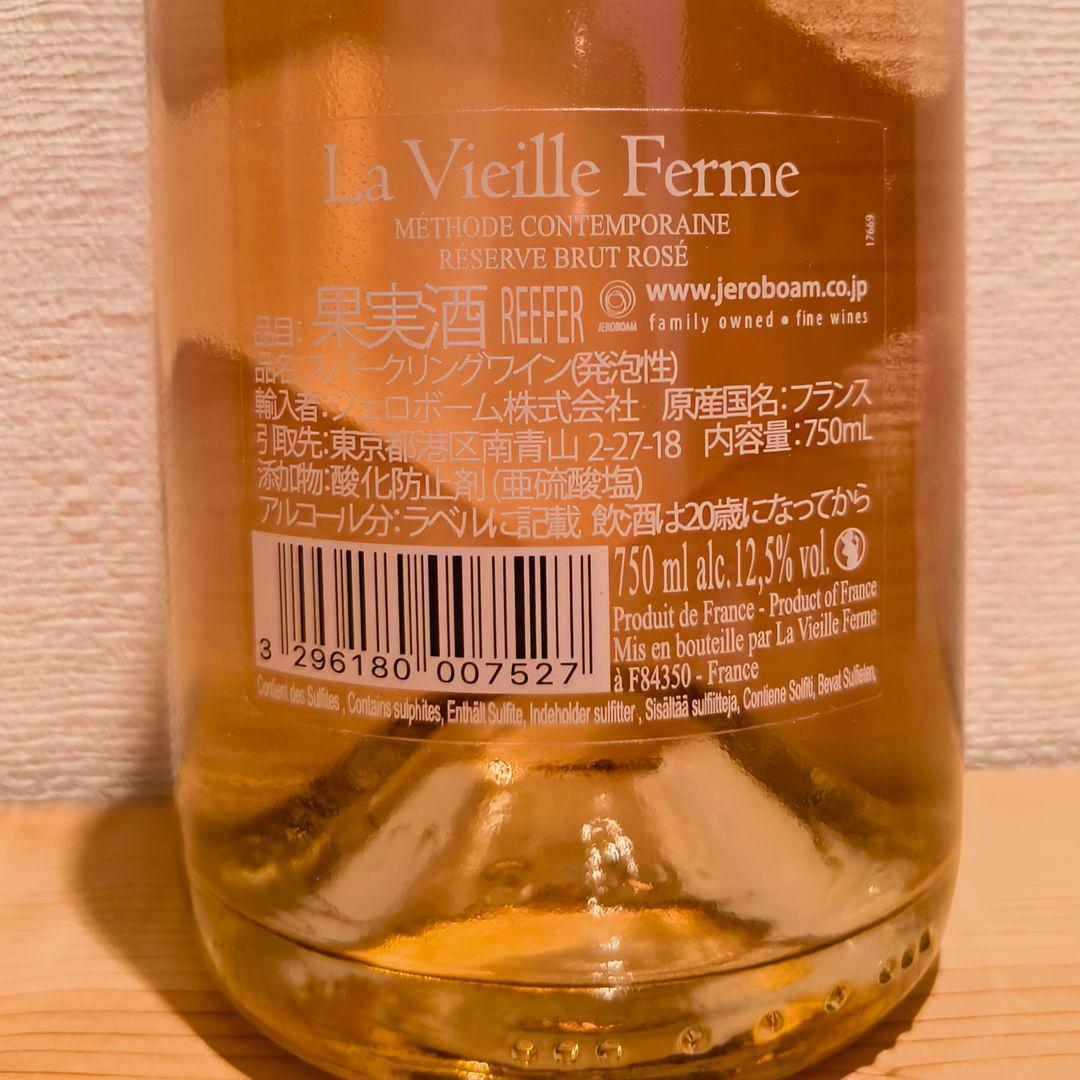 La Vieille Ferme
MÉTHODE CONTEMPORAINE
RÉSERVE BRUT ROSÉ
17669
品目: 果実酒 REEFER JEROBOAM www.jeroboam.co.jp
family owned • fine wines
品名:スパークリングワイン(発泡性)
輸入者:ジェロボーム株式会社 原産国名:フランス
引取先:東京都港区南青山 2-27-18 内容量:750mL
添加物:酸化防止剤 (亜硫酸塩)
アルコール分:ラベルに記載 飲酒は20歳になってから
750 ml alc.12,5% vol.
Produit de France - Product of France
Mis en bouteille par La Vieille Ferme
à F84350 - France
3 296180 007527
Contient des Sulfites, Contains sulphites, Enthält Sulfite, Indeholder sulfitter, Sisältää sulfiitteja, Contiene Solfiti, Bevat Sulfieten,